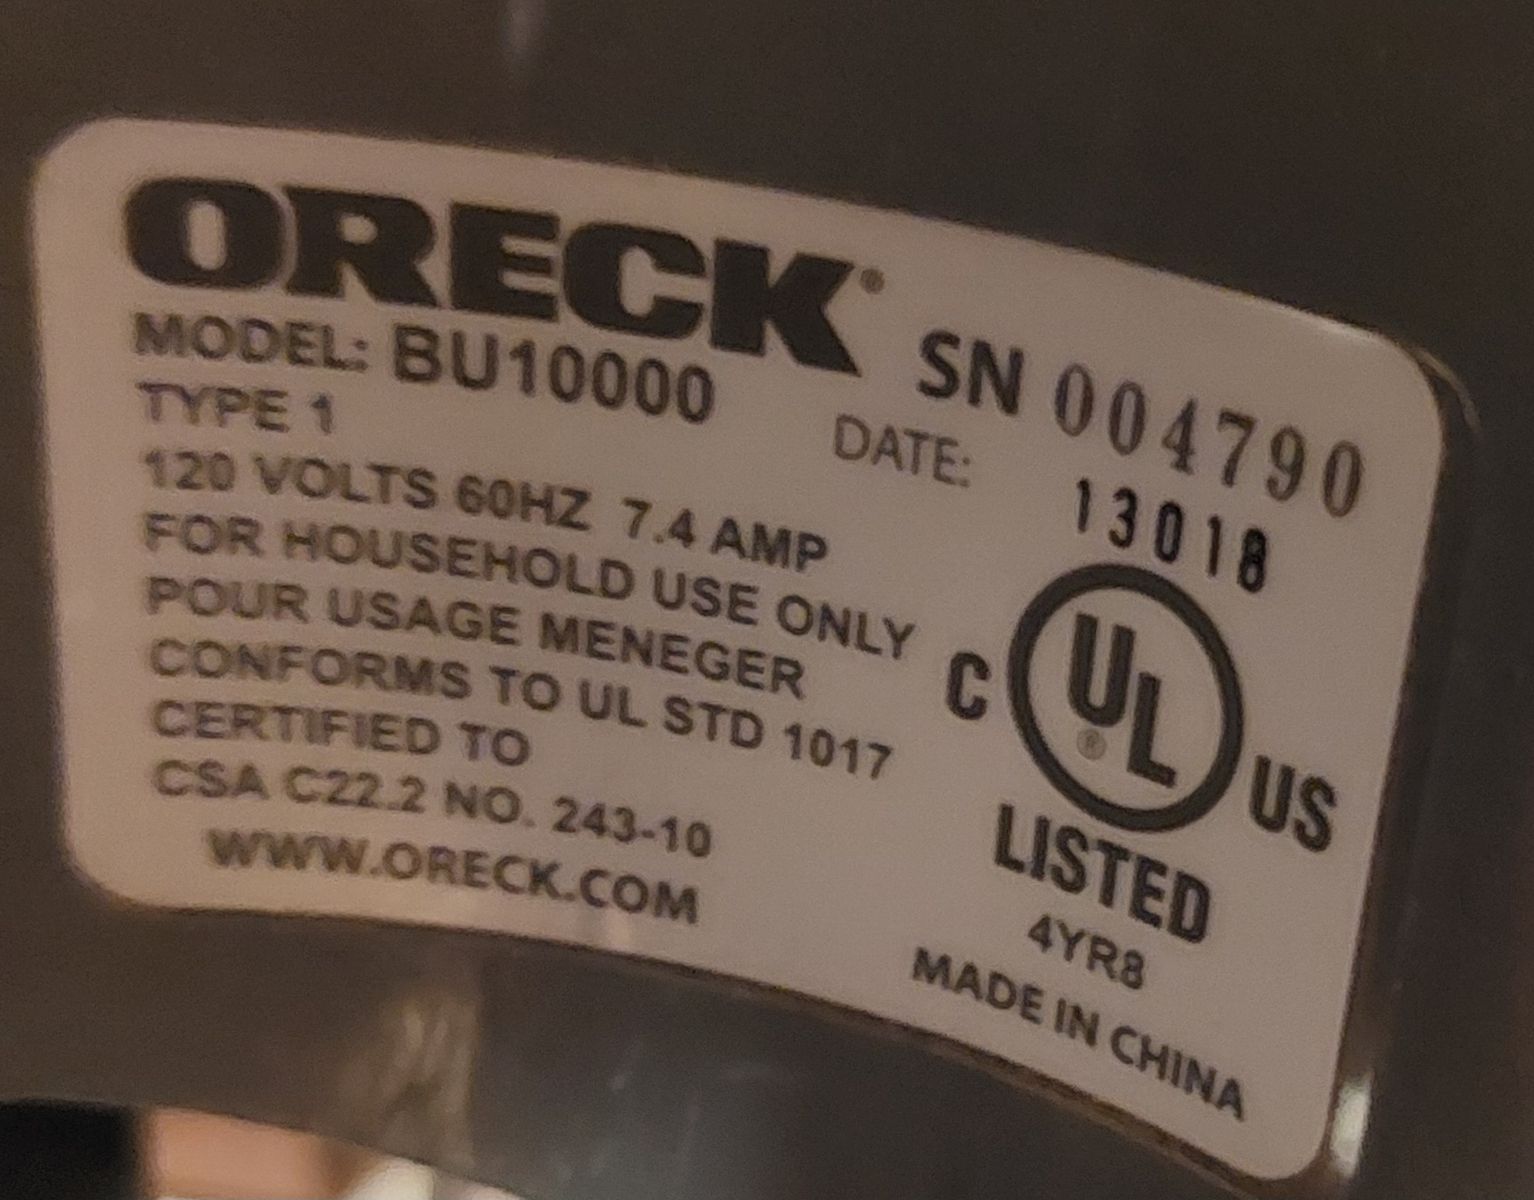 ORECK®
MODEL: BU10000
SN 004790
TYPE 1
DATE: 13018
120 VOLTS 60HZ 7.4 AMP
FOR HOUSEHOLD USE ONLY
POUR USAGE MENEGER
CONFORMS TO UL STD 1017
CERTIFIED TO
CSA C22.2 NO. 243-10
WWW.ORECK.COM
C UL® US
LISTED
4YR8
MADE IN CHINA